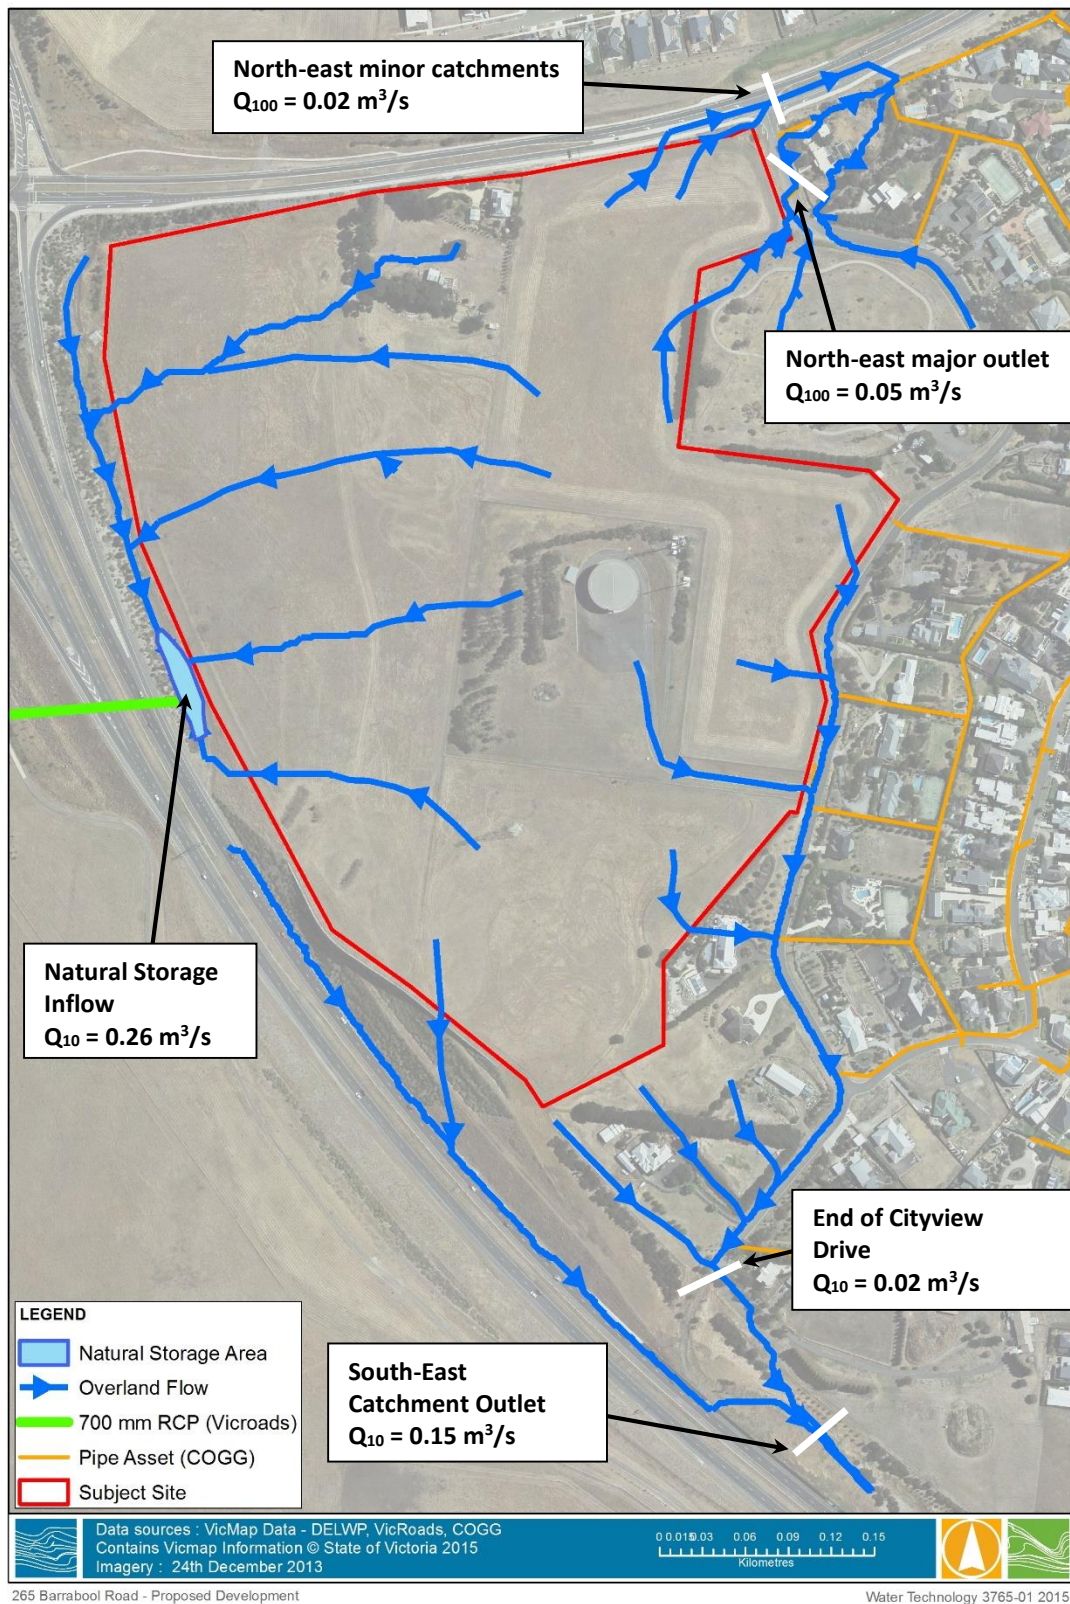 North-east minor catchments
Q₁₀₀ = 0.02 m³/s
North-east major outlet
Q₁₀₀ = 0.05 m³/s
Natural Storage
Inflow
Q₁₀ = 0.26 m³/s
End of Cityview
Drive
Q₁₀ = 0.02 m³/s
South-East
Catchment Outlet
Q₁₀ = 0.15 m³/s
LEGEND
Natural Storage Area
Overland Flow
700 mm RCP (Vicroads)
Pipe Asset (COGG)
Subject Site
Data sources : VicMap Data - DELWP, VicRoads, COGG
Contains Vicmap Information © State of Victoria 2015
Imagery : 24th December 2013
0 0.015 0.03 0.06 0.09 0.12 0.15
Kilometres
265 Barrabool Road - Proposed Development
Water Technology 3765-01 2015